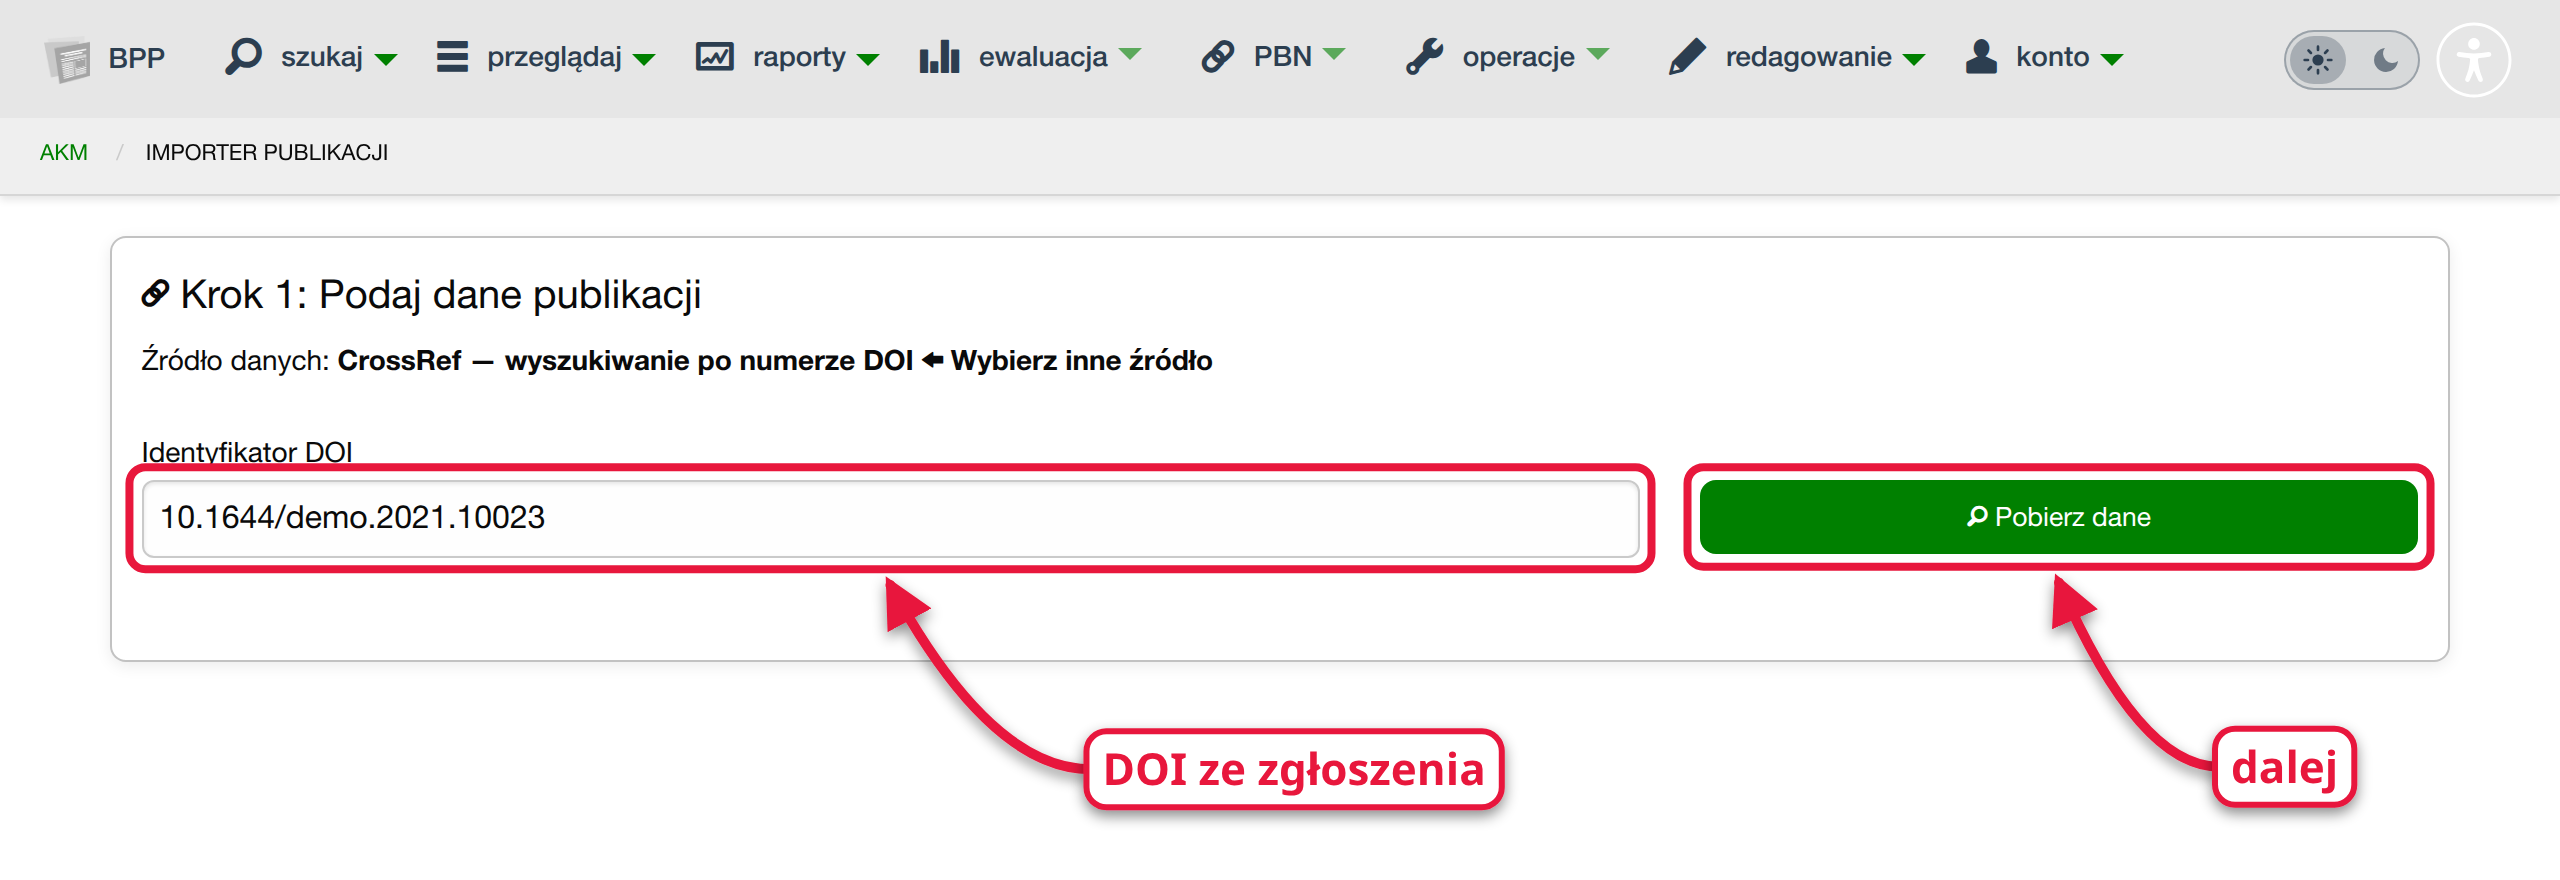 BPP szukaj przeglądaj raporty ewaluacja PBN operacje redagowanie konto
AKM / IMPORTER PUBLIKACJI
Krok 1: Podaj dane publikacji
Źródło danych: CrossRef — wyszukiwanie po numerze DOI Wybierz inne źródło
Identyfikator DOI
10.1644/demo.2021.10023
Pobierz dane
DOI ze zgłoszenia
dalej